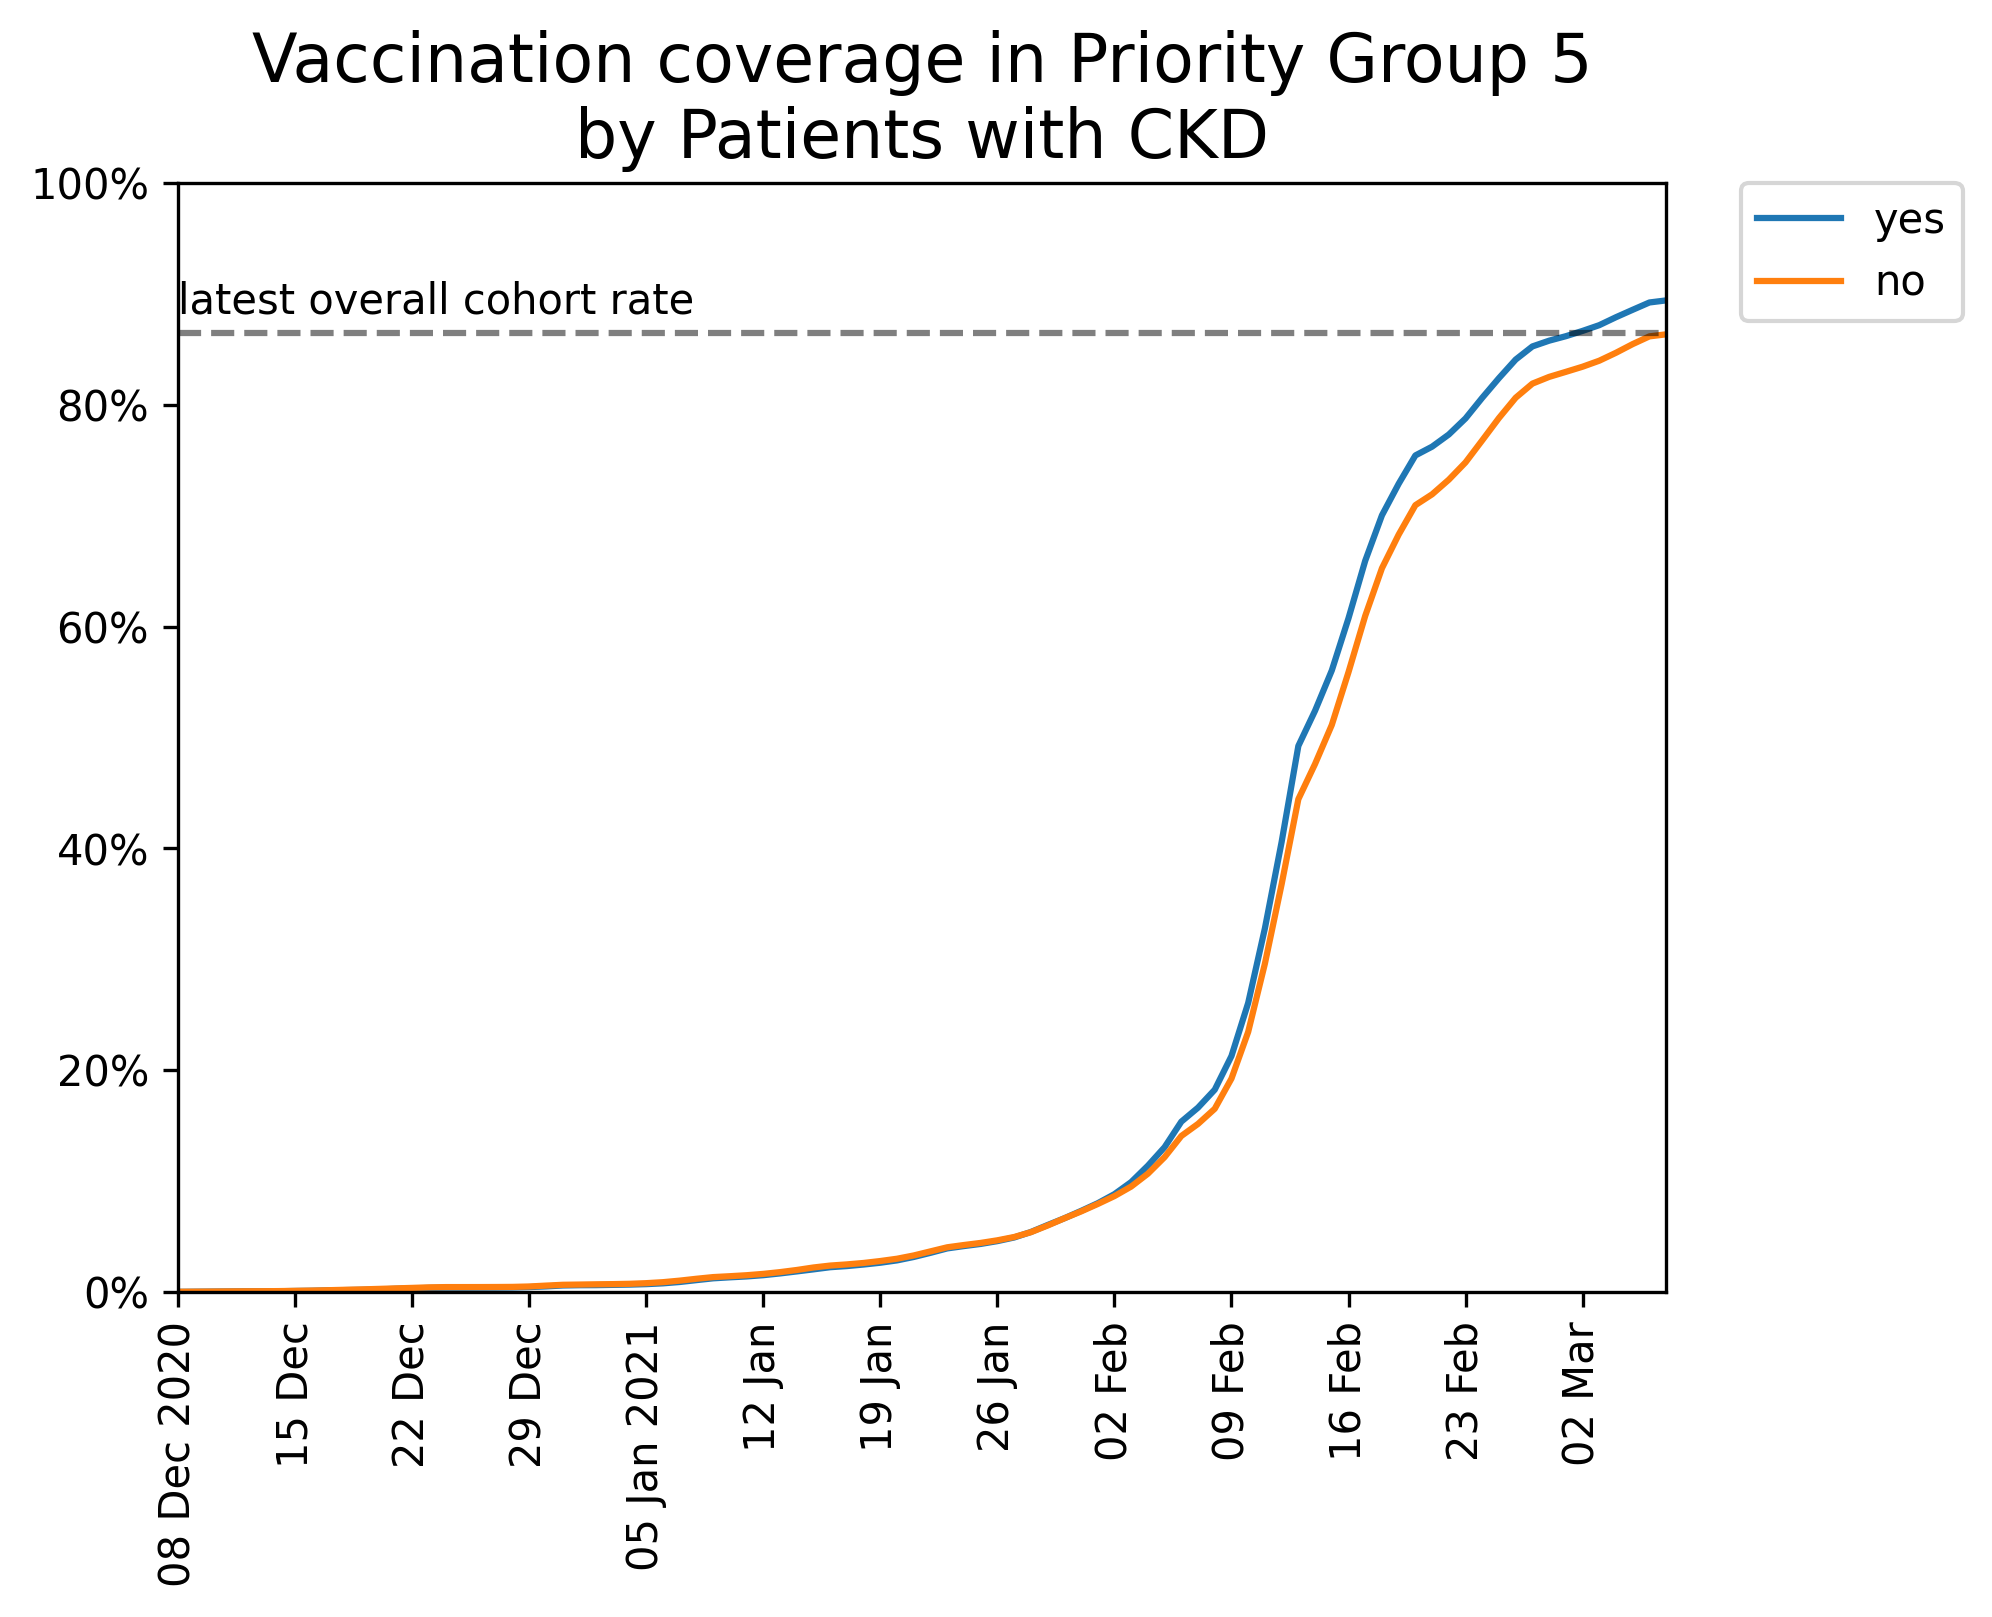 Vaccination coverage in Priority Group 5
by Patients with CKD
100%
80%
60%
40%
20%
0%
latest overall cohort rate
yes
no
08 Dec 2020
15 Dec
22 Dec
29 Dec
05 Jan 2021
12 Jan
19 Jan
26 Jan
02 Feb
09 Feb
16 Feb
23 Feb
02 Mar